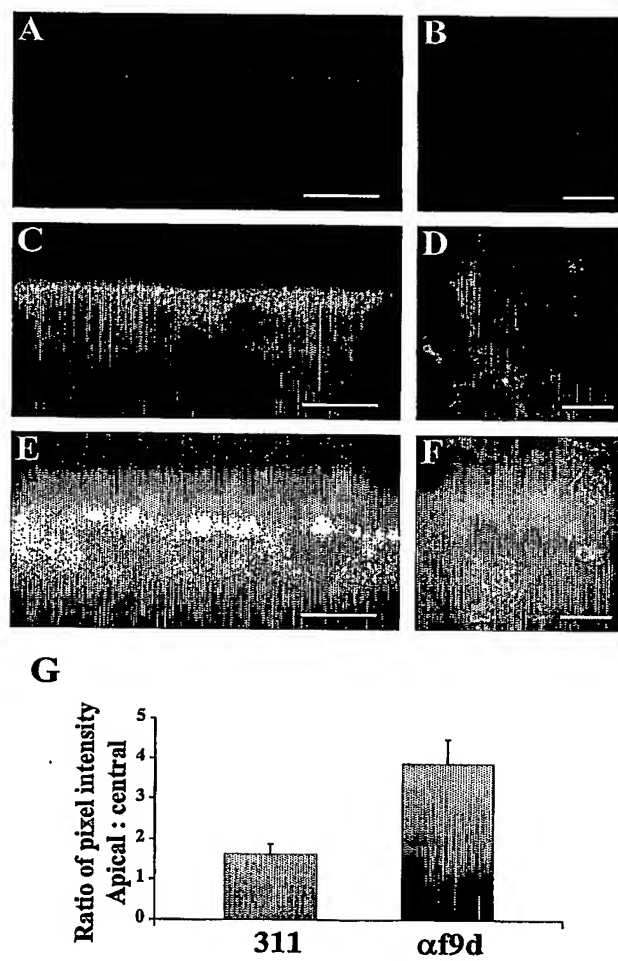 A
B
C
D
E
F
G
Ratio of pixel intensity
Apical : central
5
4
3
2
1
0
311
αf9d